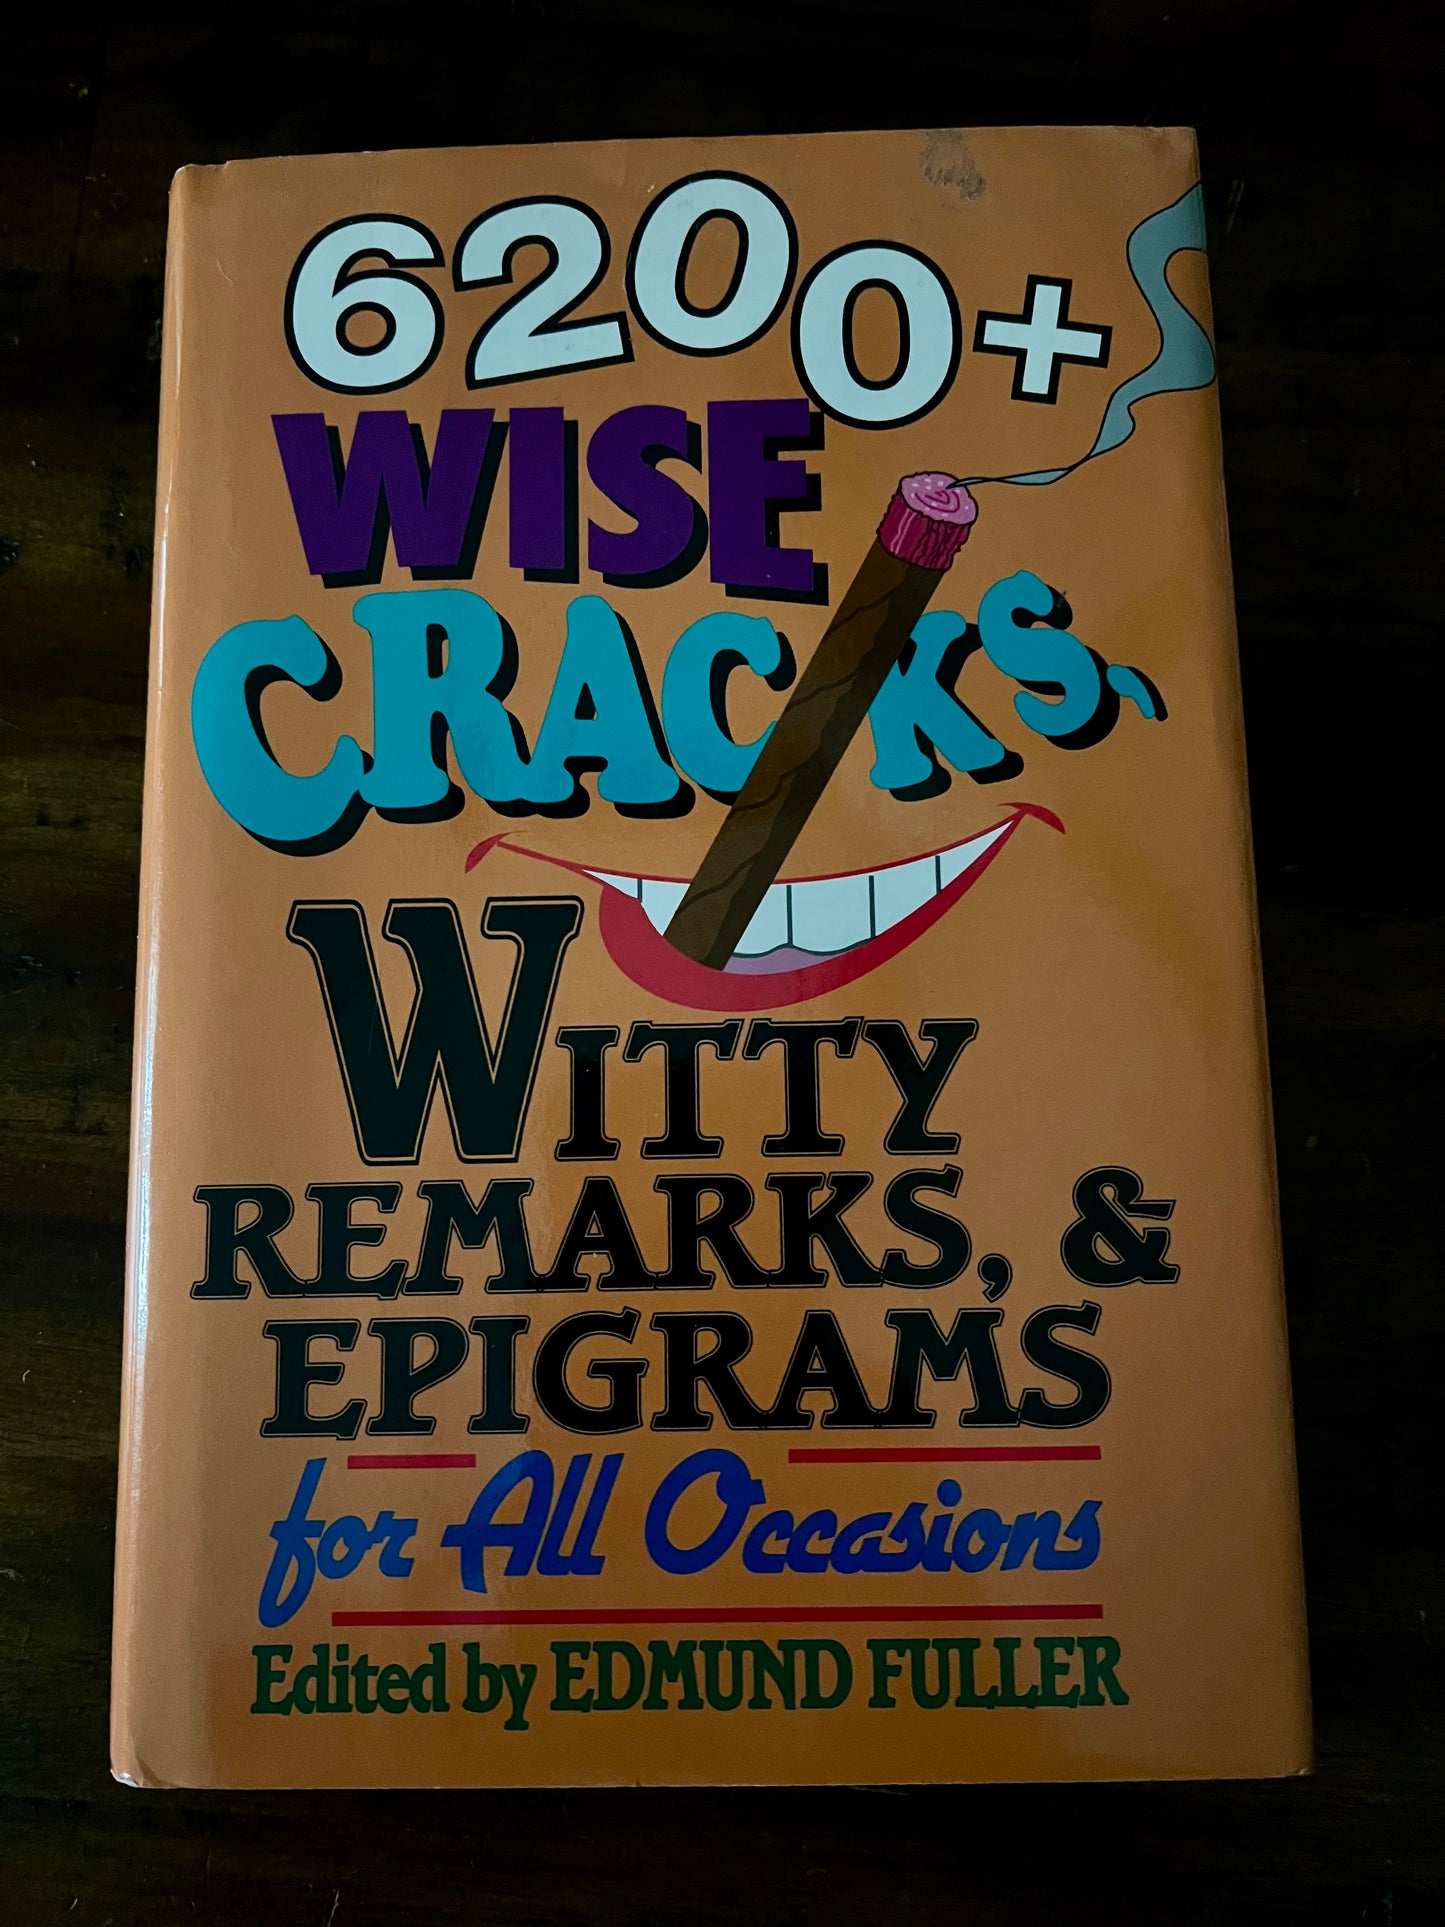 6200+
WISE
CRACKS,
WITTY
REMARKS, &
EPIGRAMS
for All Occasions
Edited by EDMUND FULLER